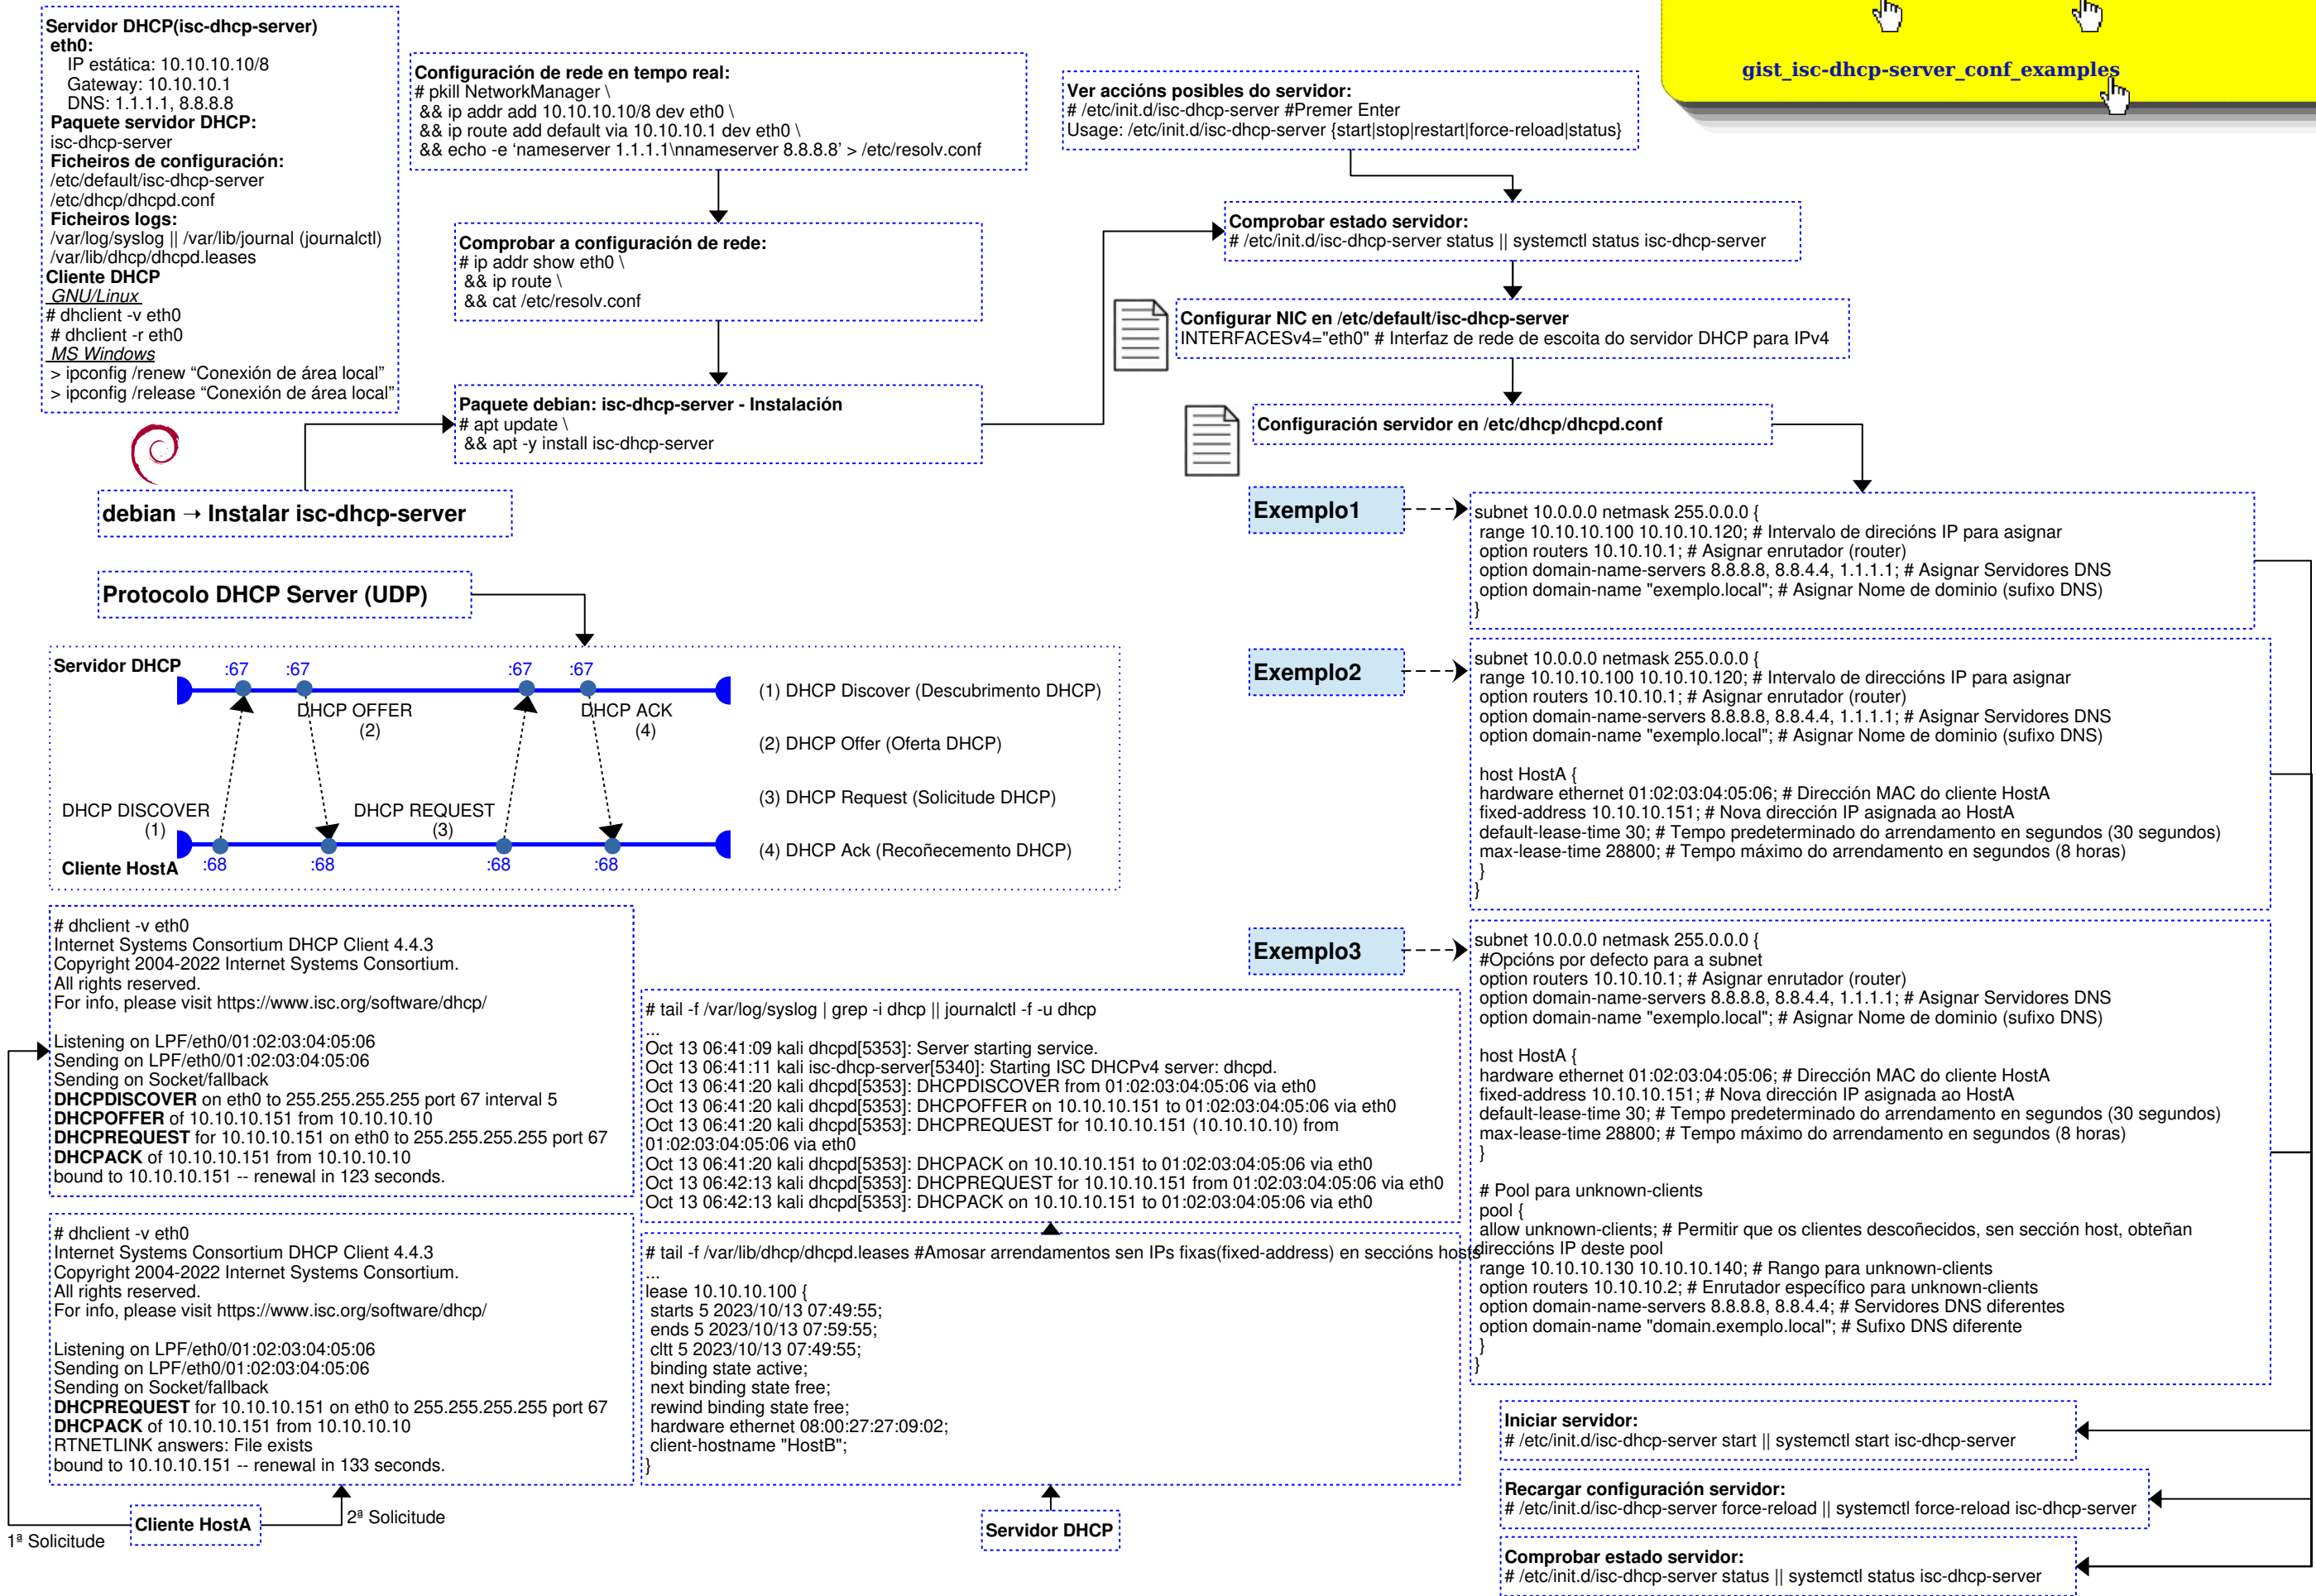 Servidor DHCP(isc-dhcp-server)
eth0:
IP estática: 10.10.10.10/8
Gateway: 10.10.10.1
DNS: 1.1.1.1, 8.8.8.8
Paquete servidor DHCP:
isc-dhcp-server
Ficheiros de configuración:
/etc/default/isc-dhcp-server
/etc/dhcp/dhcpd.conf
Ficheiros logs:
/var/log/syslog || /var/lib/journal (journalctl)
/var/lib/dhcp/dhcpd.leases
Cliente DHCP
GNU/Linux
# dhclient -v eth0
# dhclient -r eth0
MS Windows
> ipconfig /renew “Conexión de área local”
> ipconfig /release “Conexión de área local”
Configuración de rede en tempo real:
# pkill NetworkManager \
&& ip addr add 10.10.10.10/8 dev eth0 \
&& ip route add default via 10.10.10.1 dev eth0 \
&& echo -e ‘nameserver 1.1.1.1\nnameserver 8.8.8.8’ > /etc/resolv.conf
Comprobar a configuración de rede:
# ip addr show eth0 \
&& ip route \
&& cat /etc/resolv.conf
Paquete debian: isc-dhcp-server - Instalación
# apt update \
&& apt -y install isc-dhcp-server
debian → Instalar isc-dhcp-server
gist_isc-dhcp-server_conf_examples
Ver accións posibles do servidor:
# /etc/init.d/isc-dhcp-server #Premer Enter
Usage: /etc/init.d/isc-dhcp-server {start|stop|restart|force-reload|status}
Comprobar estado servidor:
# /etc/init.d/isc-dhcp-server status || systemctl status isc-dhcp-server
Configurar NIC en /etc/default/isc-dhcp-server
INTERFACESv4="eth0" # Interfaz de rede de escoita do servidor DHCP para IPv4
Configuración servidor en /etc/dhcp/dhcpd.conf
Exemplo1
subnet 10.0.0.0 netmask 255.0.0.0 {
range 10.10.10.100 10.10.10.120; # Intervalo de direcións IP para asignar
option routers 10.10.10.1; # Asignar enrutador (router)
option domain-name-servers 8.8.8.8, 8.8.4.4, 1.1.1.1; # Asignar Servidores DNS
option domain-name "exemplo.local"; # Asignar Nome de dominio (sufixo DNS)
}
Exemplo2
subnet 10.0.0.0 netmask 255.0.0.0 {
range 10.10.10.100 10.10.10.120; # Intervalo de direccións IP para asignar
option routers 10.10.10.1; # Asignar enrutador (router)
option domain-name-servers 8.8.8.8, 8.8.4.4, 1.1.1.1; # Asignar Servidores DNS
option domain-name "exemplo.local"; # Asignar Nome de dominio (sufixo DNS)
host HostA {
hardware ethernet 01:02:03:04:05:06; # Dirección MAC do cliente HostA
fixed-address 10.10.10.151; # Nova dirección IP asignada ao HostA
default-lease-time 30; # Tempo predeterminado do arrendamento en segundos (30 segundos)
max-lease-time 28800; # Tempo máximo do arrendamento en segundos (8 horas)
}
}
Exemplo3
subnet 10.0.0.0 netmask 255.0.0.0 {
#Opcións por defecto para a subnet
option routers 10.10.10.1; # Asignar enrutador (router)
option domain-name-servers 8.8.8.8, 8.8.4.4, 1.1.1.1; # Asignar Servidores DNS
option domain-name "exemplo.local"; # Asignar Nome de dominio (sufixo DNS)
host HostA {
hardware ethernet 01:02:03:04:05:06; # Dirección MAC do cliente HostA
fixed-address 10.10.10.151; # Nova dirección IP asignada ao HostA
default-lease-time 30; # Tempo predeterminado do arrendamento en segundos (30 segundos)
max-lease-time 28800; # Tempo máximo do arrendamento en segundos (8 horas)
}
# Pool para unknown-clients
pool {
allow unknown-clients; # Permitir que os clientes descoñecidos, sen sección host, obteñan
direccións IP deste pool
range 10.10.10.130 10.10.10.140; # Rango para unknown-clients
option routers 10.10.10.2; # Enrutador específico para unknown-clients
option domain-name-servers 8.8.8.8, 8.8.4.4; # Servidores DNS diferentes
option domain-name "domain.exemplo.local"; # Sufixo DNS diferente
}
}
Iniciar servidor:
# /etc/init.d/isc-dhcp-server start || systemctl start isc-dhcp-server
Recargar configuración servidor:
# /etc/init.d/isc-dhcp-server force-reload || systemctl force-reload isc-dhcp-server
Comprobar estado servidor:
# /etc/init.d/isc-dhcp-server status || systemctl status isc-dhcp-server
Protocolo DHCP Server (UDP)
Servidor DHCP
:67 :67 :67 :67
DHCP OFFER
(2)
DHCP ACK
(4)
DHCP DISCOVER
(1)
DHCP REQUEST
(3)
Cliente HostA
:68 :68 :68 :68
(1) DHCP Discover (Descubrimento DHCP)
(2) DHCP Offer (Oferta DHCP)
(3) DHCP Request (Solicitude DHCP)
(4) DHCP Ack (Recoñecemento DHCP)
# dhclient -v eth0
Internet Systems Consortium DHCP Client 4.4.3
Copyright 2004-2022 Internet Systems Consortium.
All rights reserved.
For info, please visit https://www.isc.org/software/dhcp/
Listening on LPF/eth0/01:02:03:04:05:06
Sending on LPF/eth0/01:02:03:04:05:06
Sending on Socket/fallback
DHCPDISCOVER on eth0 to 255.255.255.255 port 67 interval 5
DHCPOFFER of 10.10.10.151 from 10.10.10.10
DHCPREQUEST for 10.10.10.151 on eth0 to 255.255.255.255 port 67
DHCPACK of 10.10.10.151 from 10.10.10.10
bound to 10.10.10.151 -- renewal in 123 seconds.
# dhclient -v eth0
Internet Systems Consortium DHCP Client 4.4.3
Copyright 2004-2022 Internet Systems Consortium.
All rights reserved.
For info, please visit https://www.isc.org/software/dhcp/
Listening on LPF/eth0/01:02:03:04:05:06
Sending on LPF/eth0/01:02:03:04:05:06
Sending on Socket/fallback
DHCPREQUEST for 10.10.10.151 on eth0 to 255.255.255.255 port 67
DHCPACK of 10.10.10.151 from 10.10.10.10
RTNETLINK answers: File exists
bound to 10.10.10.151 -- renewal in 133 seconds.
Cliente HostA
1ª Solicitude
2ª Solicitude
# tail -f /var/log/syslog | grep -i dhcp || journalctl -f -u dhcp
...
Oct 13 06:41:09 kali dhcpd[5353]: Server starting service.
Oct 13 06:41:11 kali isc-dhcp-server[5340]: Starting ISC DHCPv4 server: dhcpd.
Oct 13 06:41:20 kali dhcpd[5353]: DHCPDISCOVER from 01:02:03:04:05:06 via eth0
Oct 13 06:41:20 kali dhcpd[5353]: DHCPOFFER on 10.10.10.151 to 01:02:03:04:05:06 via eth0
Oct 13 06:41:20 kali dhcpd[5353]: DHCPREQUEST for 10.10.10.151 (10.10.10.10) from
01:02:03:04:05:06 via eth0
Oct 13 06:41:20 kali dhcpd[5353]: DHCPACK on 10.10.10.151 to 01:02:03:04:05:06 via eth0
Oct 13 06:42:13 kali dhcpd[5353]: DHCPREQUEST for 10.10.10.151 from 01:02:03:04:05:06 via eth0
Oct 13 06:42:13 kali dhcpd[5353]: DHCPACK on 10.10.10.151 to 01:02:03:04:05:06 via eth0
# tail -f /var/lib/dhcp/dhcpd.leases #Amosar arrendamentos sen IPs fixas(fixed-address) en seccións hosts
...
lease 10.10.10.100 {
starts 5 2023/10/13 07:49:55;
ends 5 2023/10/13 07:59:55;
cltt 5 2023/10/13 07:49:55;
binding state active;
next binding state free;
rewind binding state free;
hardware ethernet 08:00:27:27:09:02;
client-hostname "HostB";
}
Servidor DHCP